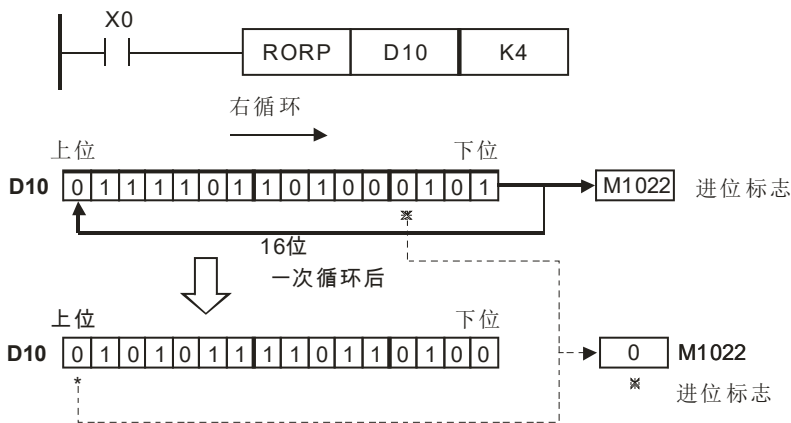 X0
RORP D10 K4
右循环
上位 下位
D10 0 1 1 1 1 0 1 1 0 1 0 0 0 1 0 1 M1022 进位标志
※
16位
一次循环后
上位 下位
D10 0 1 0 1 0 1 1 1 1 0 1 1 0 1 0 0 0 M1022
* ※ 进位标志